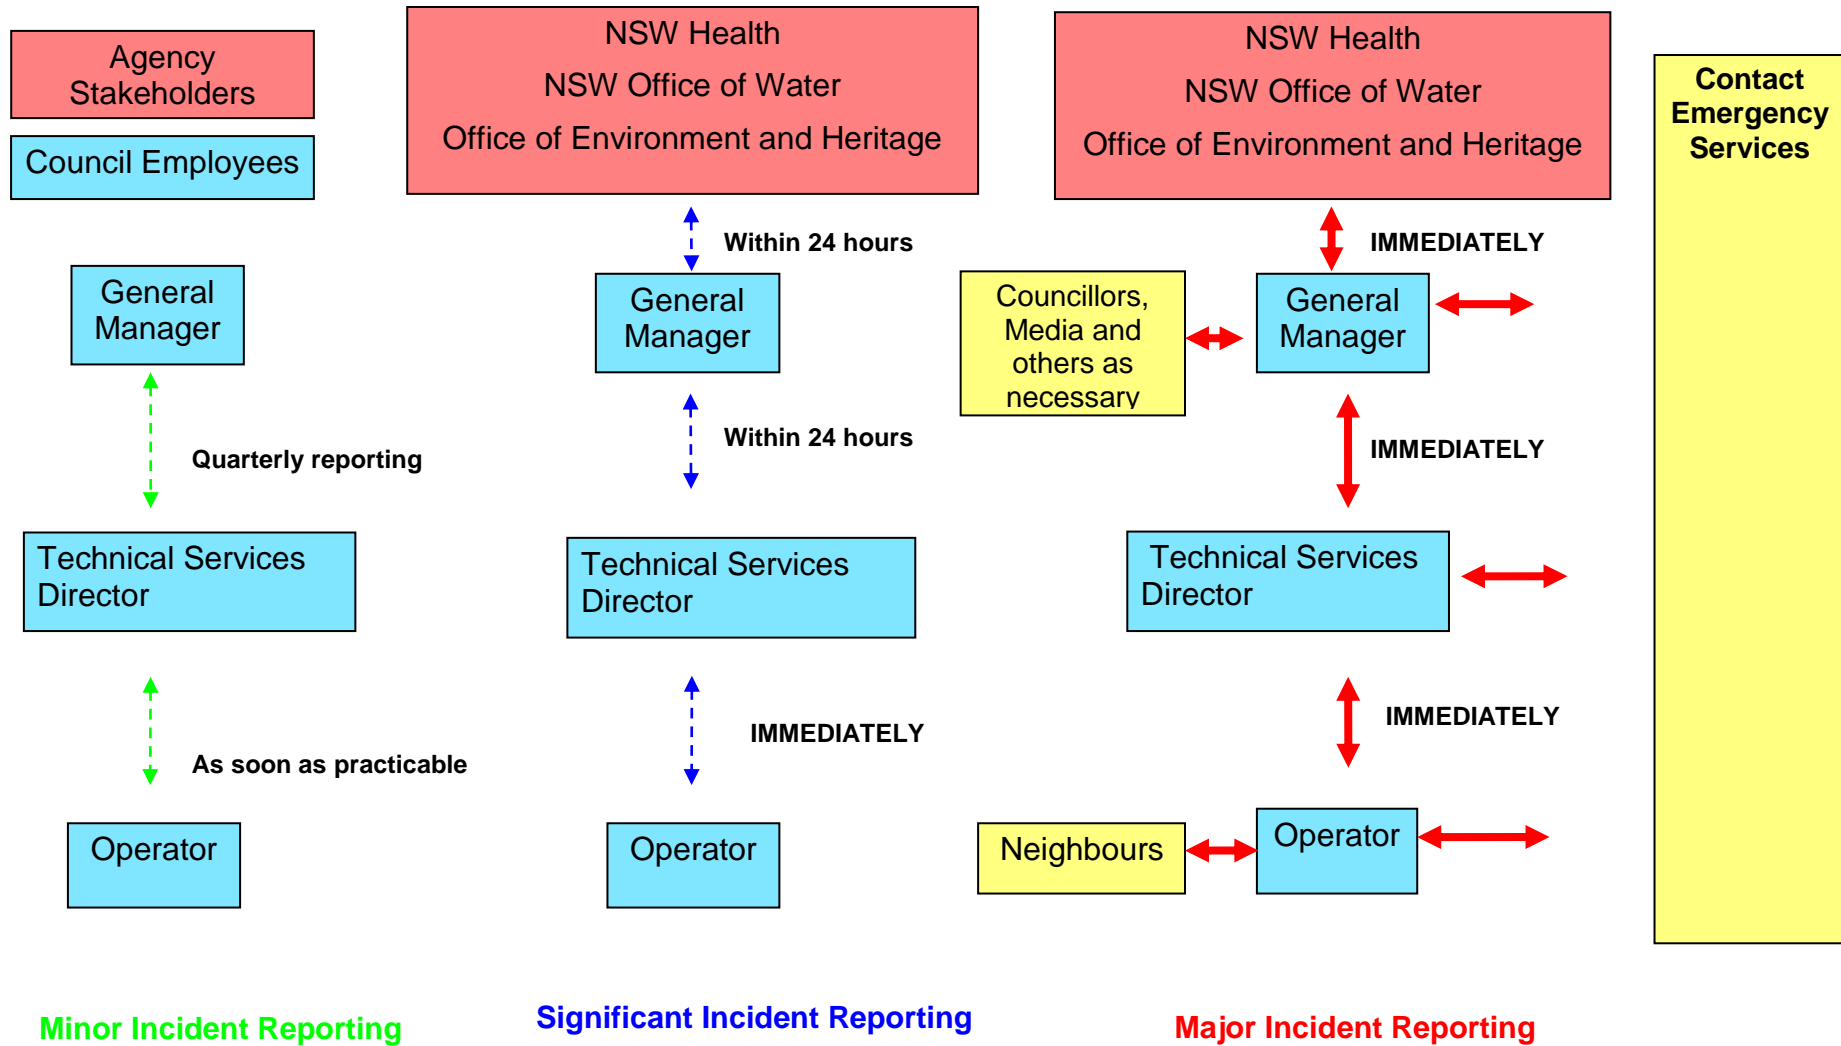 Agency
Stakeholders
Council Employees
General
Manager
Quarterly reporting
Technical Services
Director
As soon as practicable
Operator
Minor Incident Reporting
NSW Health
NSW Office of Water
Office of Environment and Heritage
Within 24 hours
General
Manager
Within 24 hours
Technical Services
Director
IMMEDIATELY
Operator
Significant Incident Reporting
NSW Health
NSW Office of Water
Office of Environment and Heritage
IMMEDIATELY
Councillors,
Media and
others as
necessary
General
Manager
IMMEDIATELY
Technical Services
Director
IMMEDIATELY
Neighbours
Operator
Major Incident Reporting
Contact
Emergency
Services